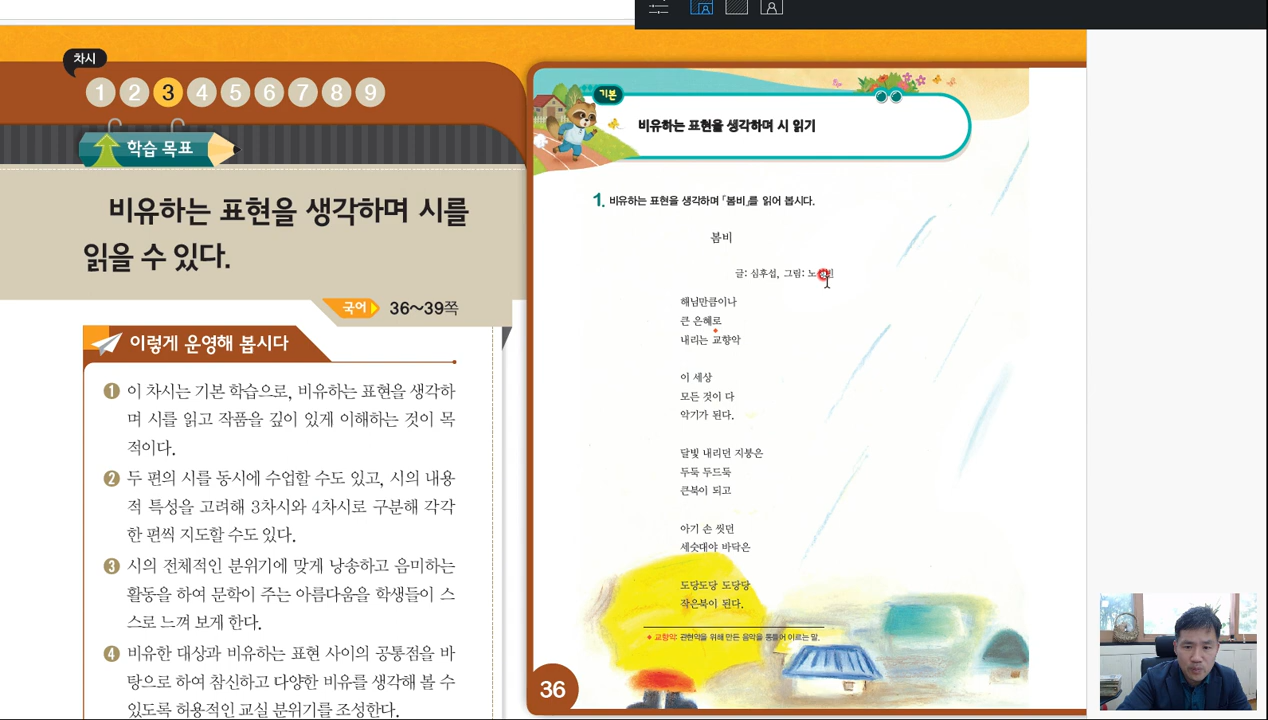 차시
1 2 3 4 5 6 7 8 9
학습 목표
비유하는 표현을 생각하며 시를
읽을 수 있다.
국어 36~39쪽
이렇게 운영해 봅시다
1 이 차시는 기본 학습으로, 비유하는 표현을 생각하
며 시를 읽고 작품을 깊이 있게 이해하는 것이 목
적이다.
2 두 편의 시를 동시에 수업할 수도 있고, 시의 내용
적 특성을 고려해 3차시와 4차시로 구분해 각각
한 편씩 지도할 수도 있다.
3 시의 전체적인 분위기에 맞게 낭송하고 음미하는
활동을 하여 문학이 주는 아름다움을 학생들이 스
스로 느껴 보게 한다.
4 비유한 대상과 비유하는 표현 사이의 공통점을 바
탕으로 하여 참신하고 다양한 비유를 생각해 볼 수
있도록 허용적인 교실 분위기를 조성한다.
기본
비유하는 표현을 생각하며 시 읽기
1. 비유하는 표현을 생각하며 「봄비」를 읽어 봅시다.
봄비
글: 심후섭, 그림:
해님만큼이나
큰 은혜로
내리는 교향악
이 세상
모든 것이 다
악기가 된다.
달빛 내리던 지붕은
두둑 두드둑
큰북이 되고
아기 손 씻던
세숫대야 바닥은
도당도당 도당당
작은북이 된다.
◆ 교향악: 관현악을 위해 만든 음악을 통틀어 이르는 말.
36